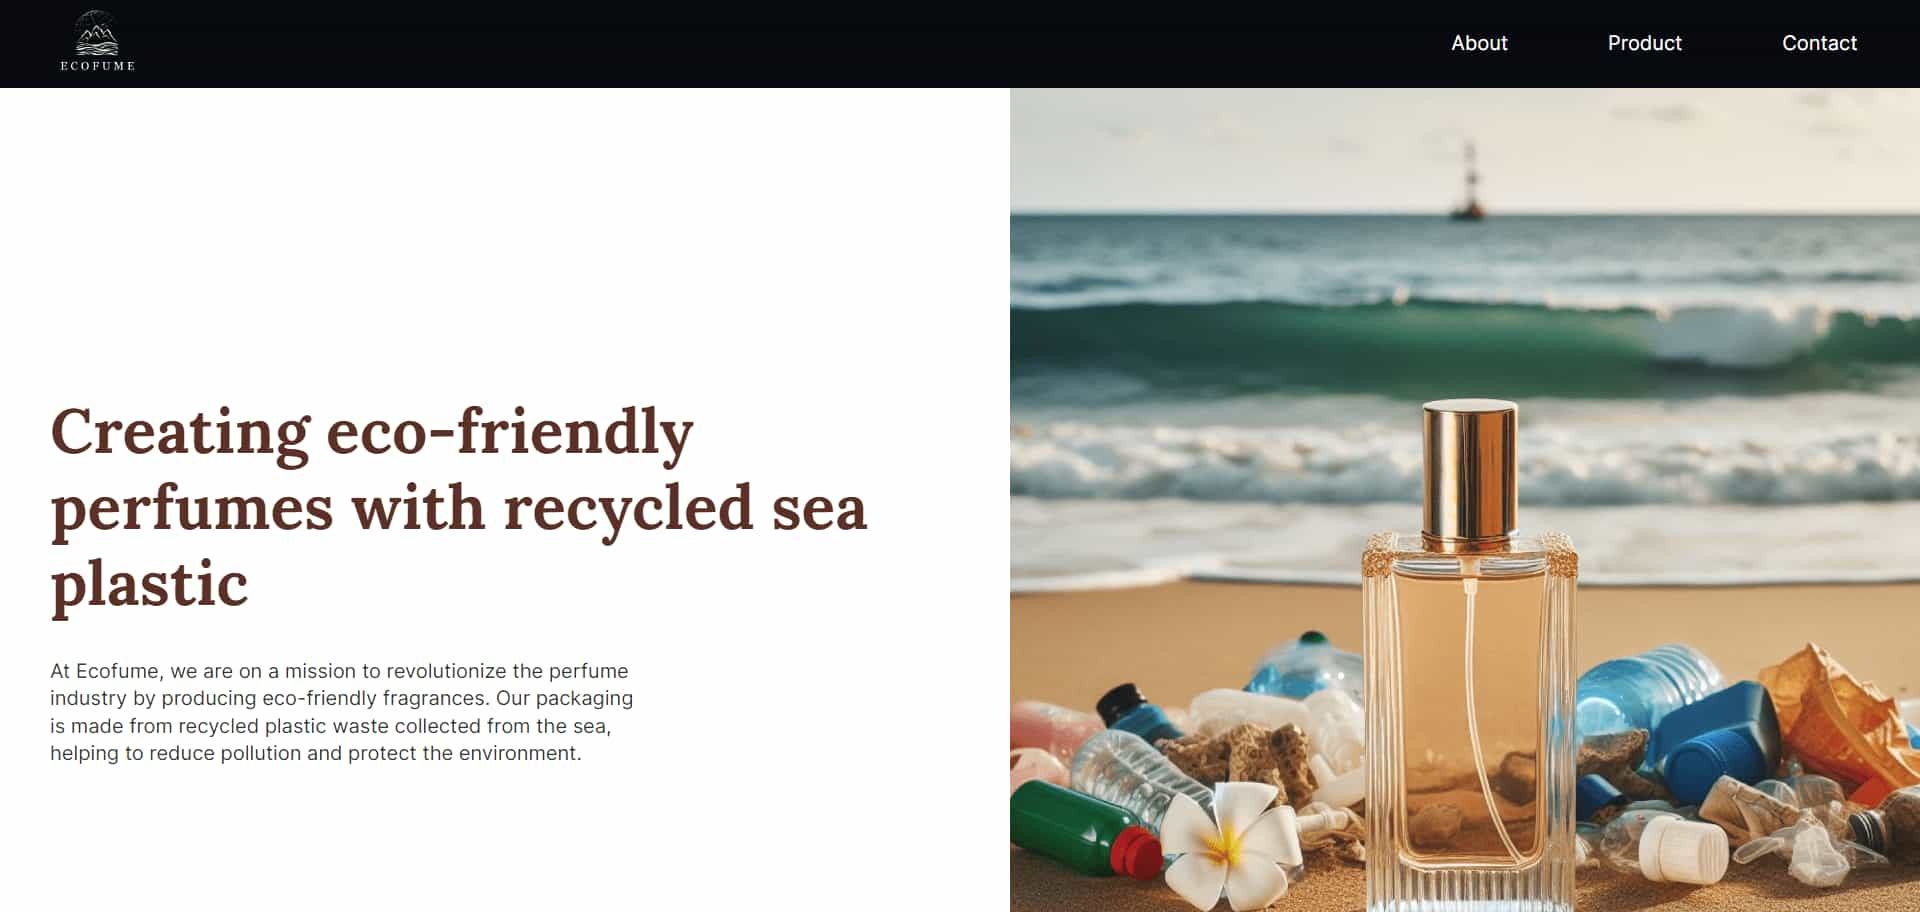 ECOFUME
About
Product
Contact
Creating eco-friendly
perfumes with recycled sea
plastic
At Ecofume, we are on a mission to revolutionize the perfume
industry by producing eco-friendly fragrances. Our packaging
is made from recycled plastic waste collected from the sea,
helping to reduce pollution and protect the environment.